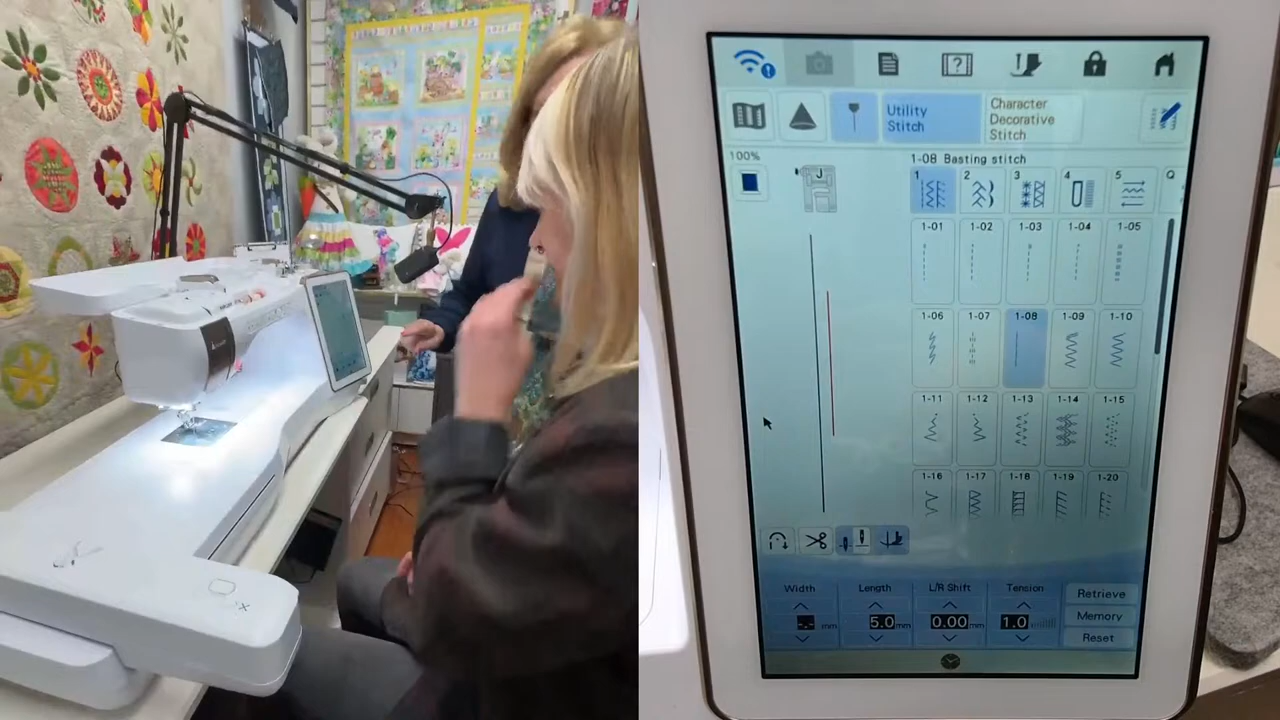 Utility
Stitch
Character
Decorative
Stitch
100%
J
1-08 Basting stitch
1 2 3 4 5 Q
1-01 1-02 1-03 1-04 1-05
1-06 1-07 1-08 1-09 1-10
1-11 1-12 1-13 1-14 1-15
1-16 1-17 1-18 1-19 1-20
Width Length L/R Shift Tension
-.- mm 5.0mm 0.00mm 1.0
Retrieve
Memory
Reset